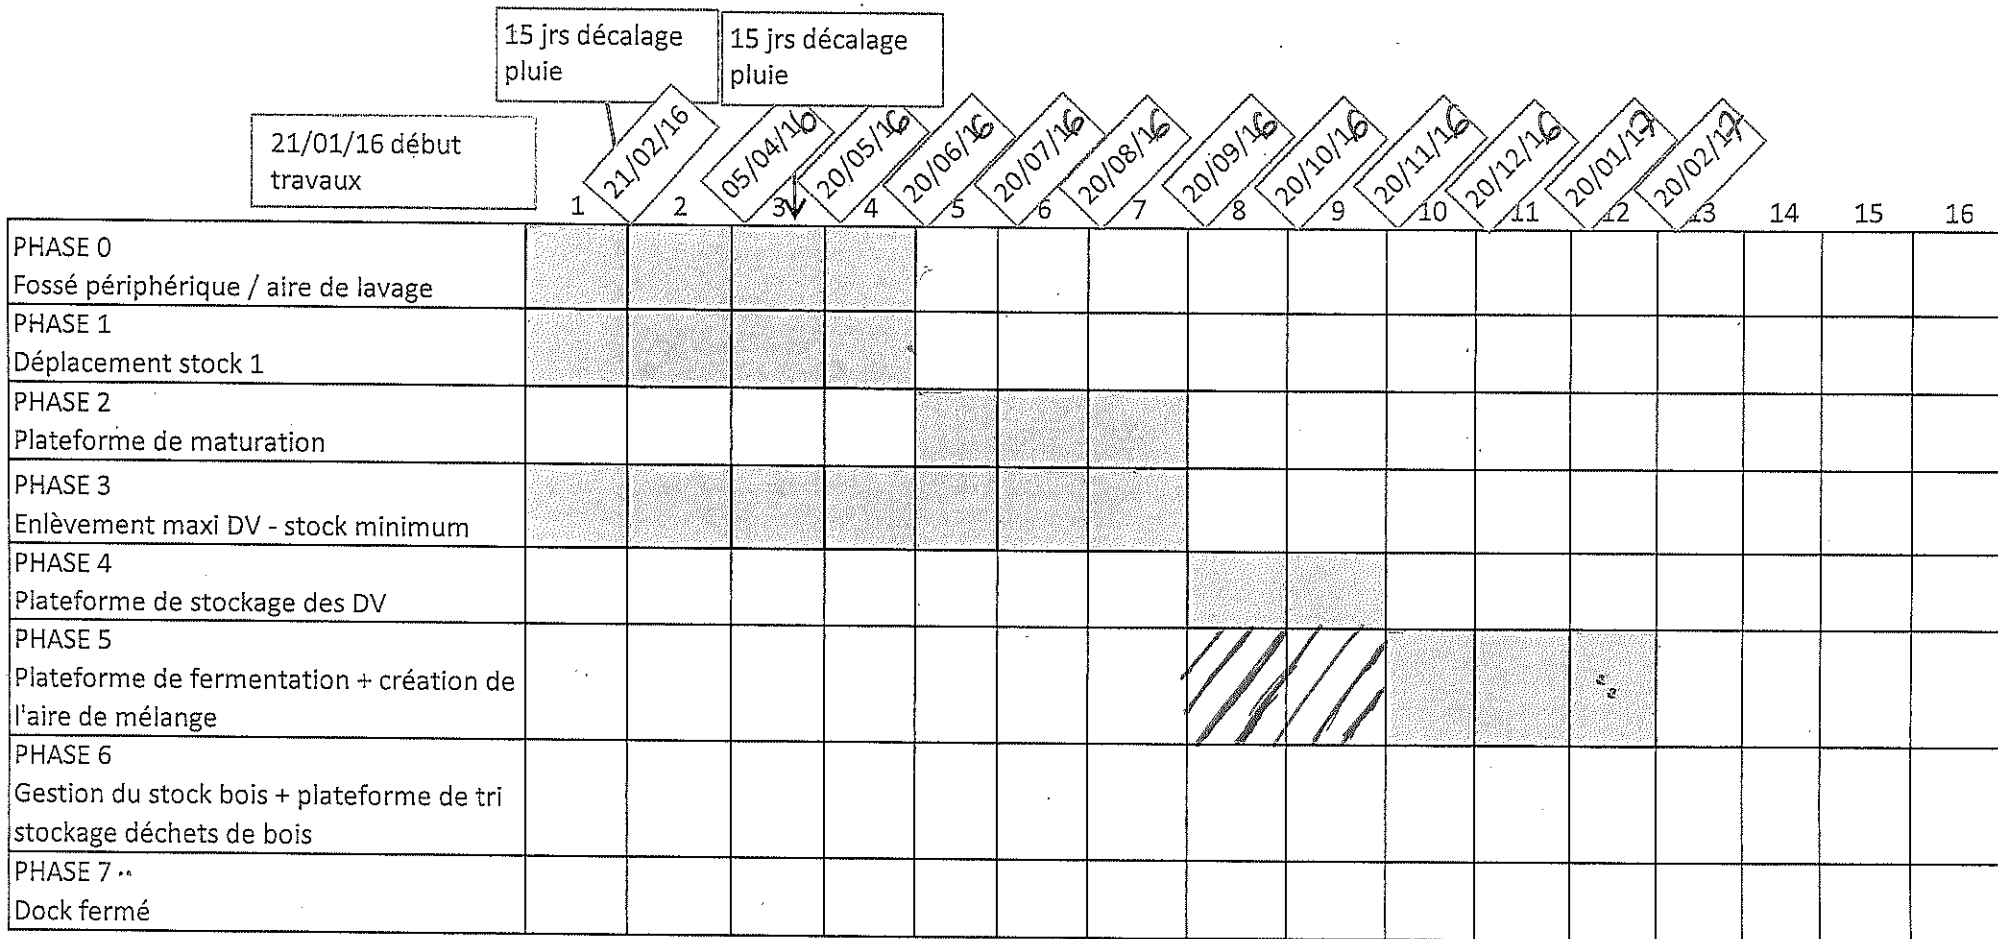 15 jrs décalage
pluie
15 jrs décalage
pluie
21/01/16 début
travaux
21/02/16
05/04/16
20/05/16
20/06/16
20/07/16
20/08/16
20/09/16
20/10/16
20/11/16
20/12/16
20/01/17
20/02/17
1 2 3 4 5 6 7 8 9 10 11 12 13 14 15 16
PHASE 0
Fossé périphérique / aire de lavage
PHASE 1
Déplacement stock 1
PHASE 2
Plateforme de maturation
PHASE 3
Enlèvement maxi DV - stock minimum
PHASE 4
Plateforme de stockage des DV
PHASE 5
Plateforme de fermentation + création de
l'aire de mélange
PHASE 6
Gestion du stock bois + plateforme de tri
stockage déchets de bois
PHASE 7
Dock fermé